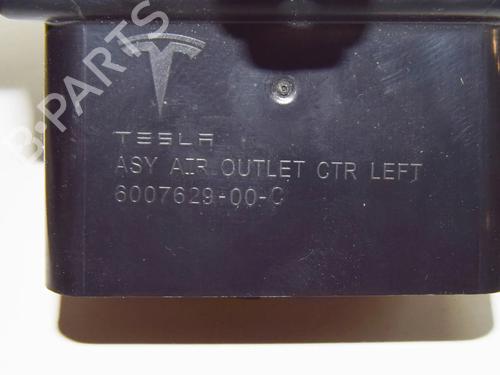 B-PARTS
TESLA
ASY AIR OUTLET CTR LEFT
6007629-00-C